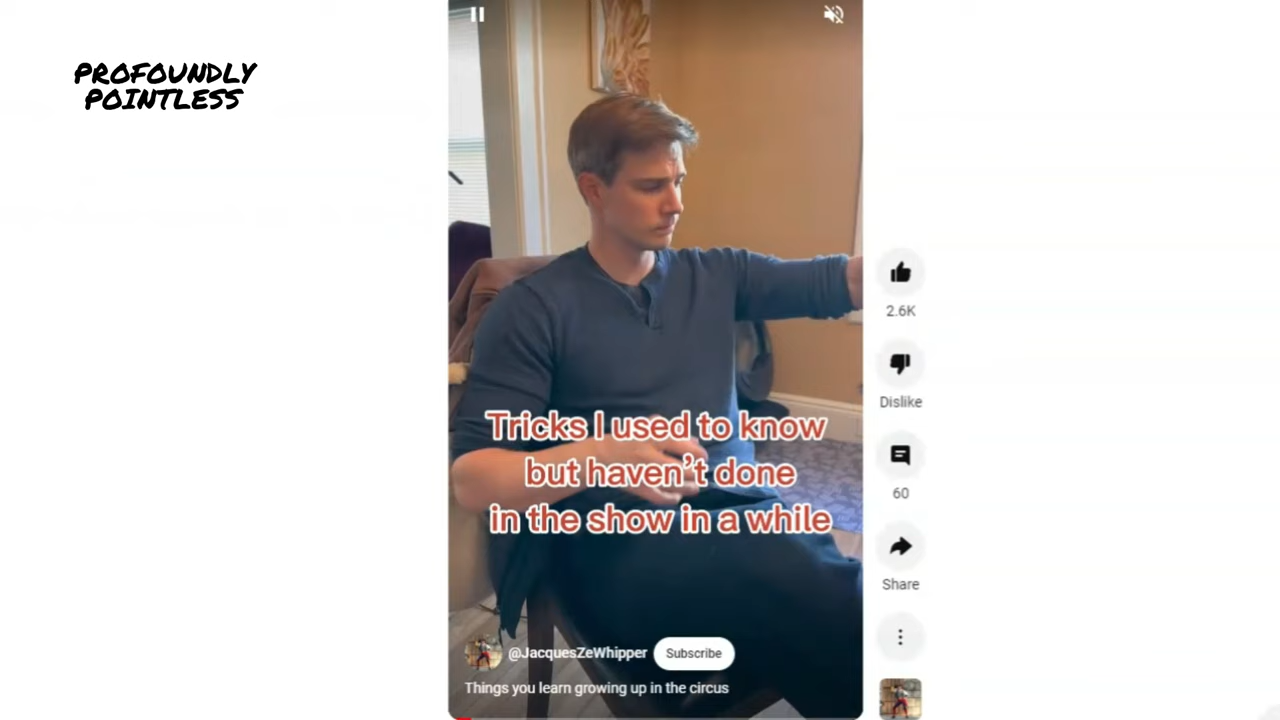 PROFOUNDLY
POINTLESS
Tricks I used to know
but haven't done
in the show in a while
2.6K
Dislike
60
Share
@JacquesZeWhipper Subscribe
Things you learn growing up in the circus